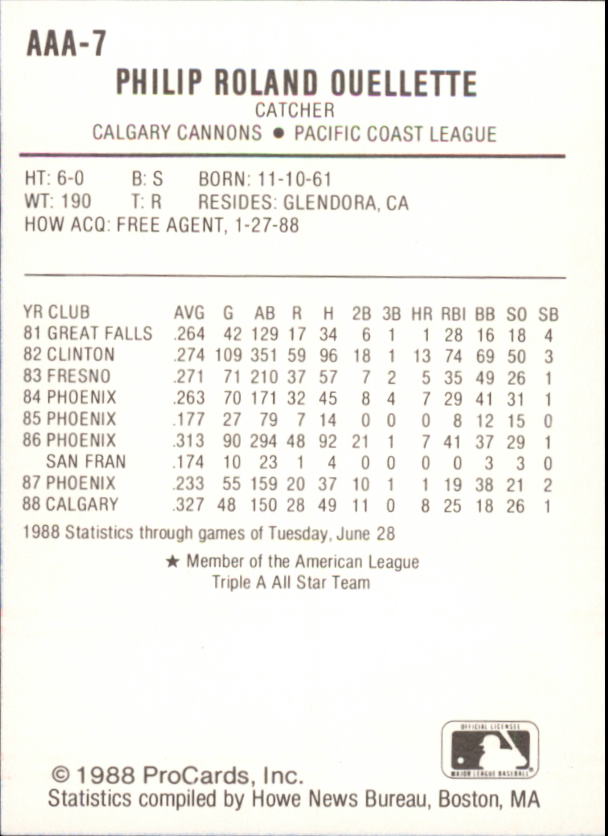 AAA-7
PHILIP ROLAND OUELLETTE
CATCHER
CALGARY CANNONS ● PACIFIC COAST LEAGUE
HT: 6-0 B: S BORN: 11-10-61
WT: 190 T: R RESIDES: GLENDORA, CA
HOW ACQ: FREE AGENT, 1-27-88
YR CLUB AVG G AB R H 2B 3B HR RBI BB SO SB
81 GREAT FALLS .264 42 129 17 34 6 1 1 28 16 18 4
82 CLINTON .274 109 351 59 96 18 1 13 74 69 50 3
83 FRESNO .271 71 210 37 57 7 2 5 35 49 26 1
84 PHOENIX .263 70 171 32 45 8 4 7 29 41 31 1
85 PHOENIX .177 27 79 7 14 0 0 0 8 12 15 0
86 PHOENIX .313 90 294 48 92 21 1 7 41 37 29 1
SAN FRAN .174 10 23 1 4 0 0 0 0 3 3 0
87 PHOENIX .233 55 159 20 37 10 1 1 19 38 21 2
88 CALGARY .327 48 150 28 49 11 0 8 25 18 26 1
1988 Statistics through games of Tuesday, June 28
★ Member of the American League
Triple A All Star Team
OFFICIAL LICENSEE
MAJOR LEAGUE BASEBALL
© 1988 ProCards, Inc.
Statistics compiled by Howe News Bureau, Boston, MA